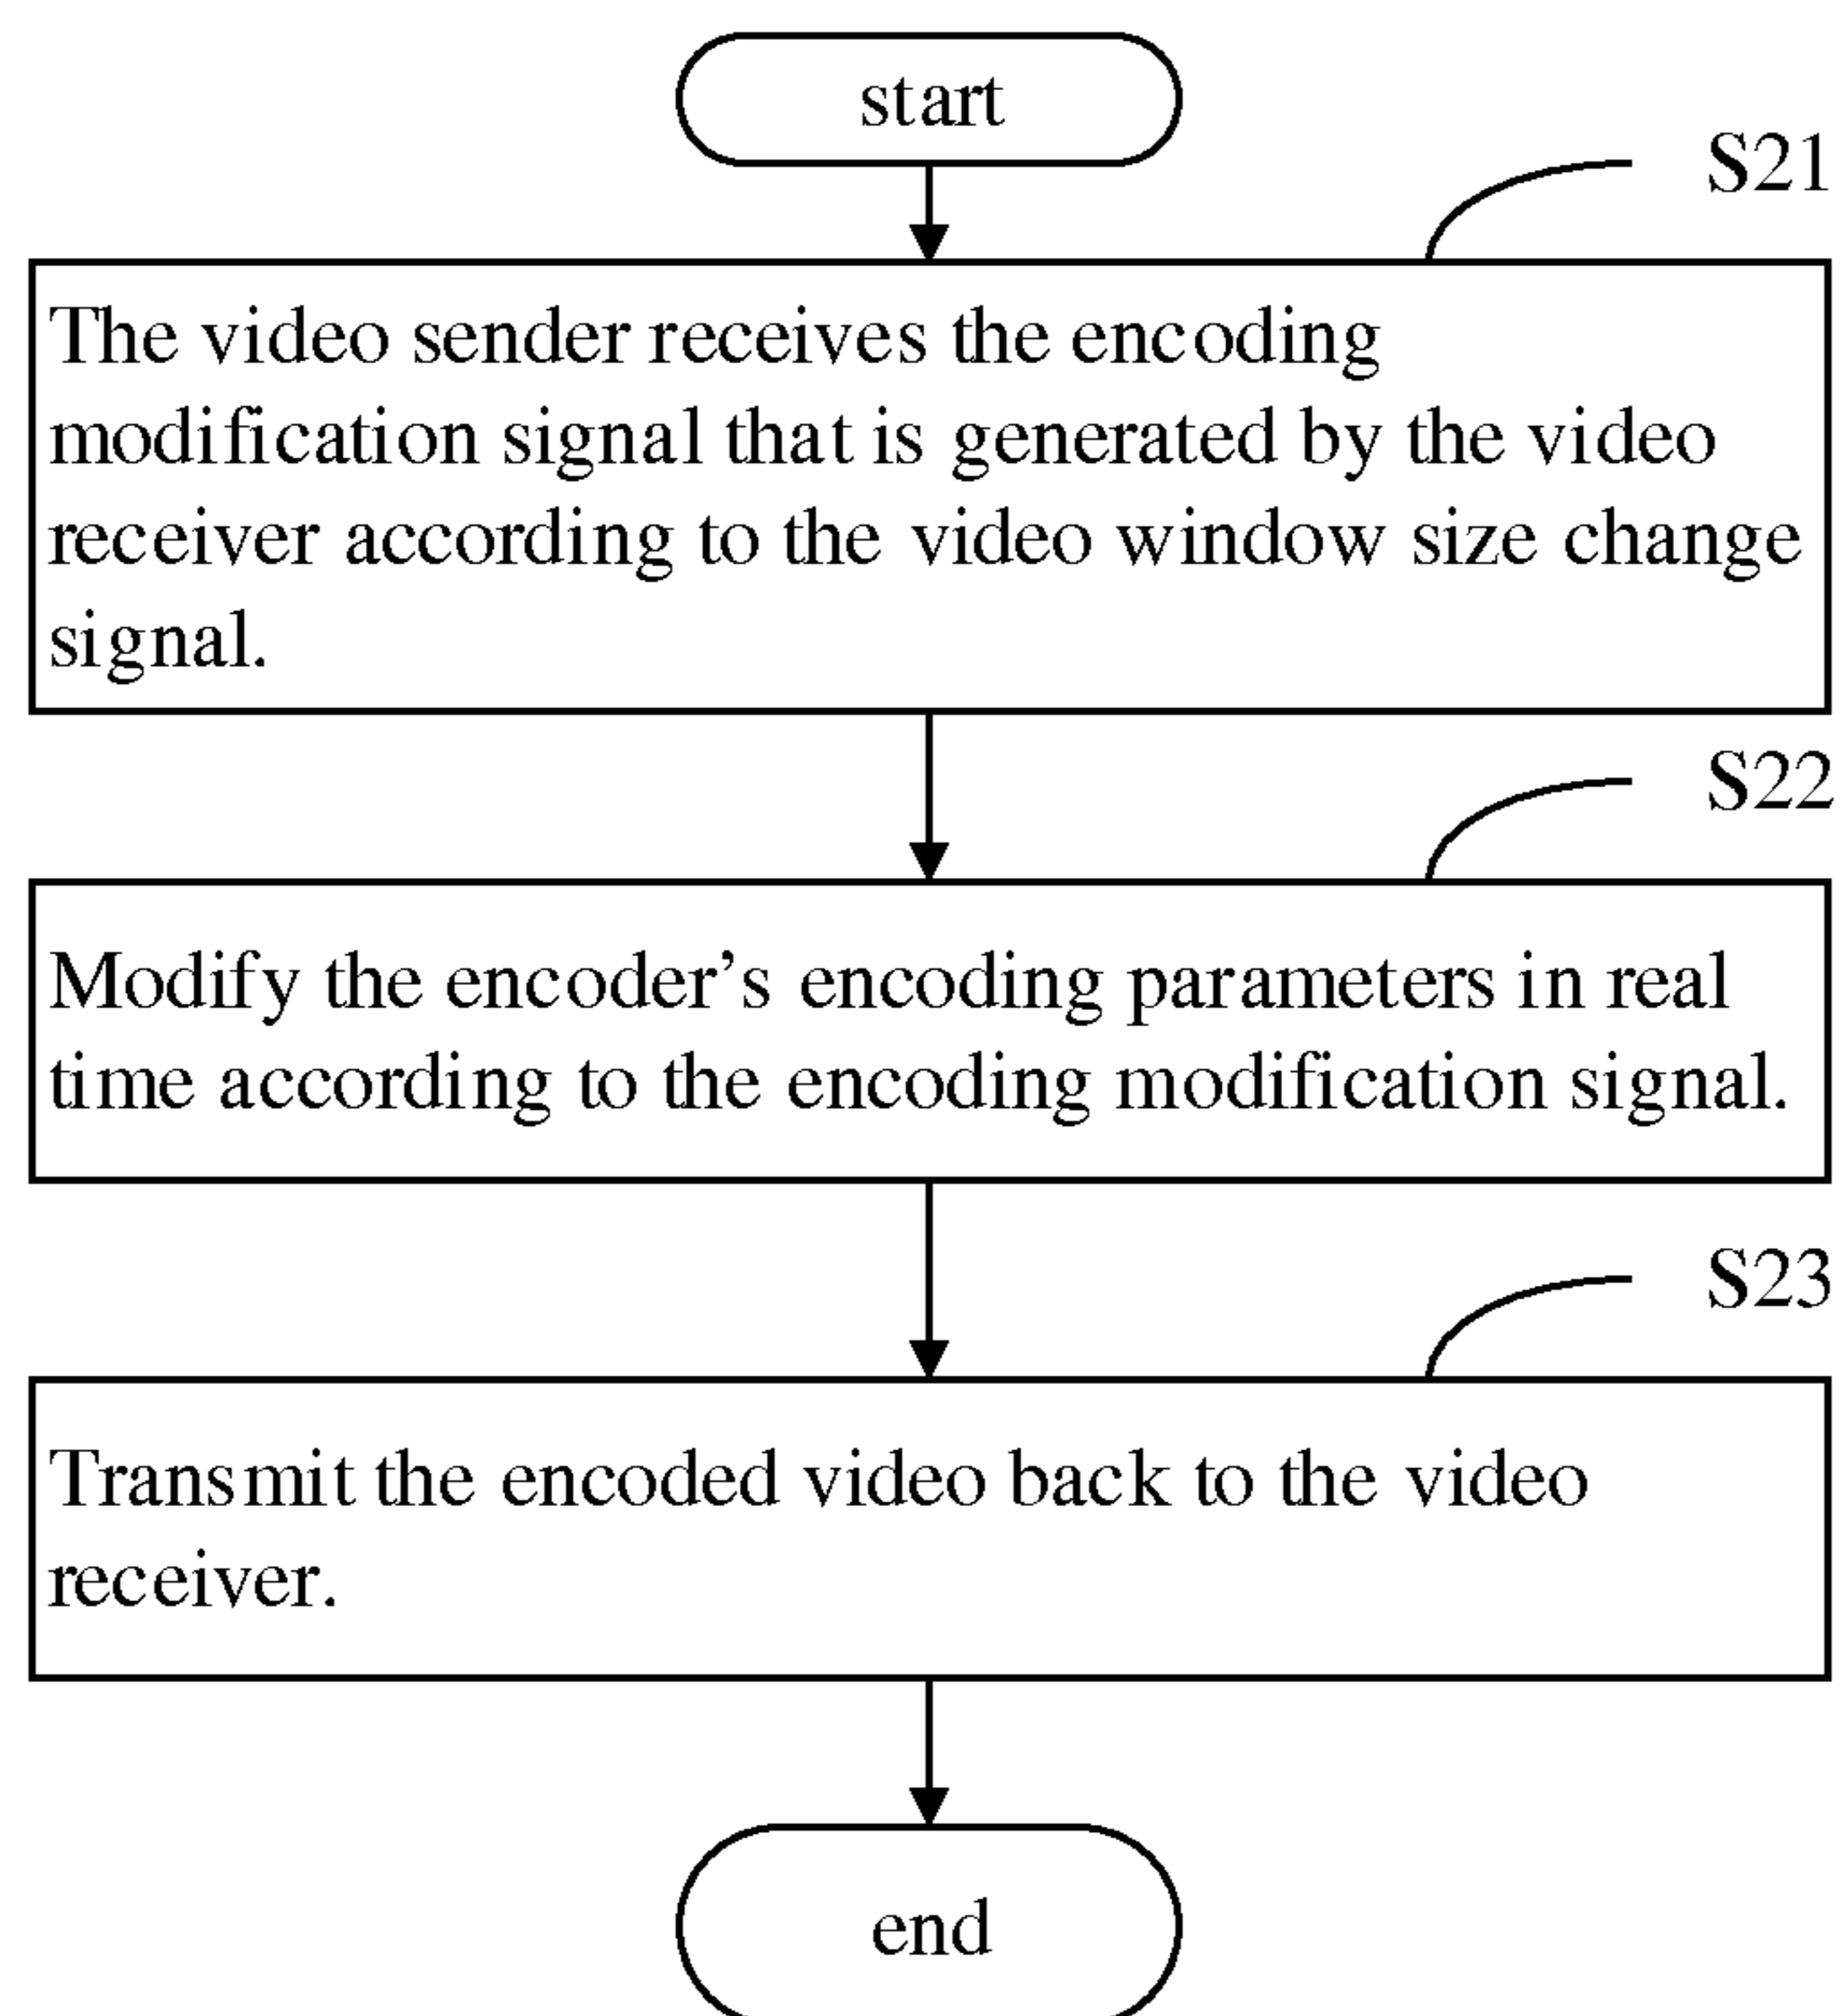 start
S21
The video sender receives the encoding
modification signal that is generated by the video
receiver according to the video window size change
signal.
S22
Modify the encoder’s encoding parameters in real
time according to the encoding modification signal.
S23
Transmit the encoded video back to the video
receiver.
end